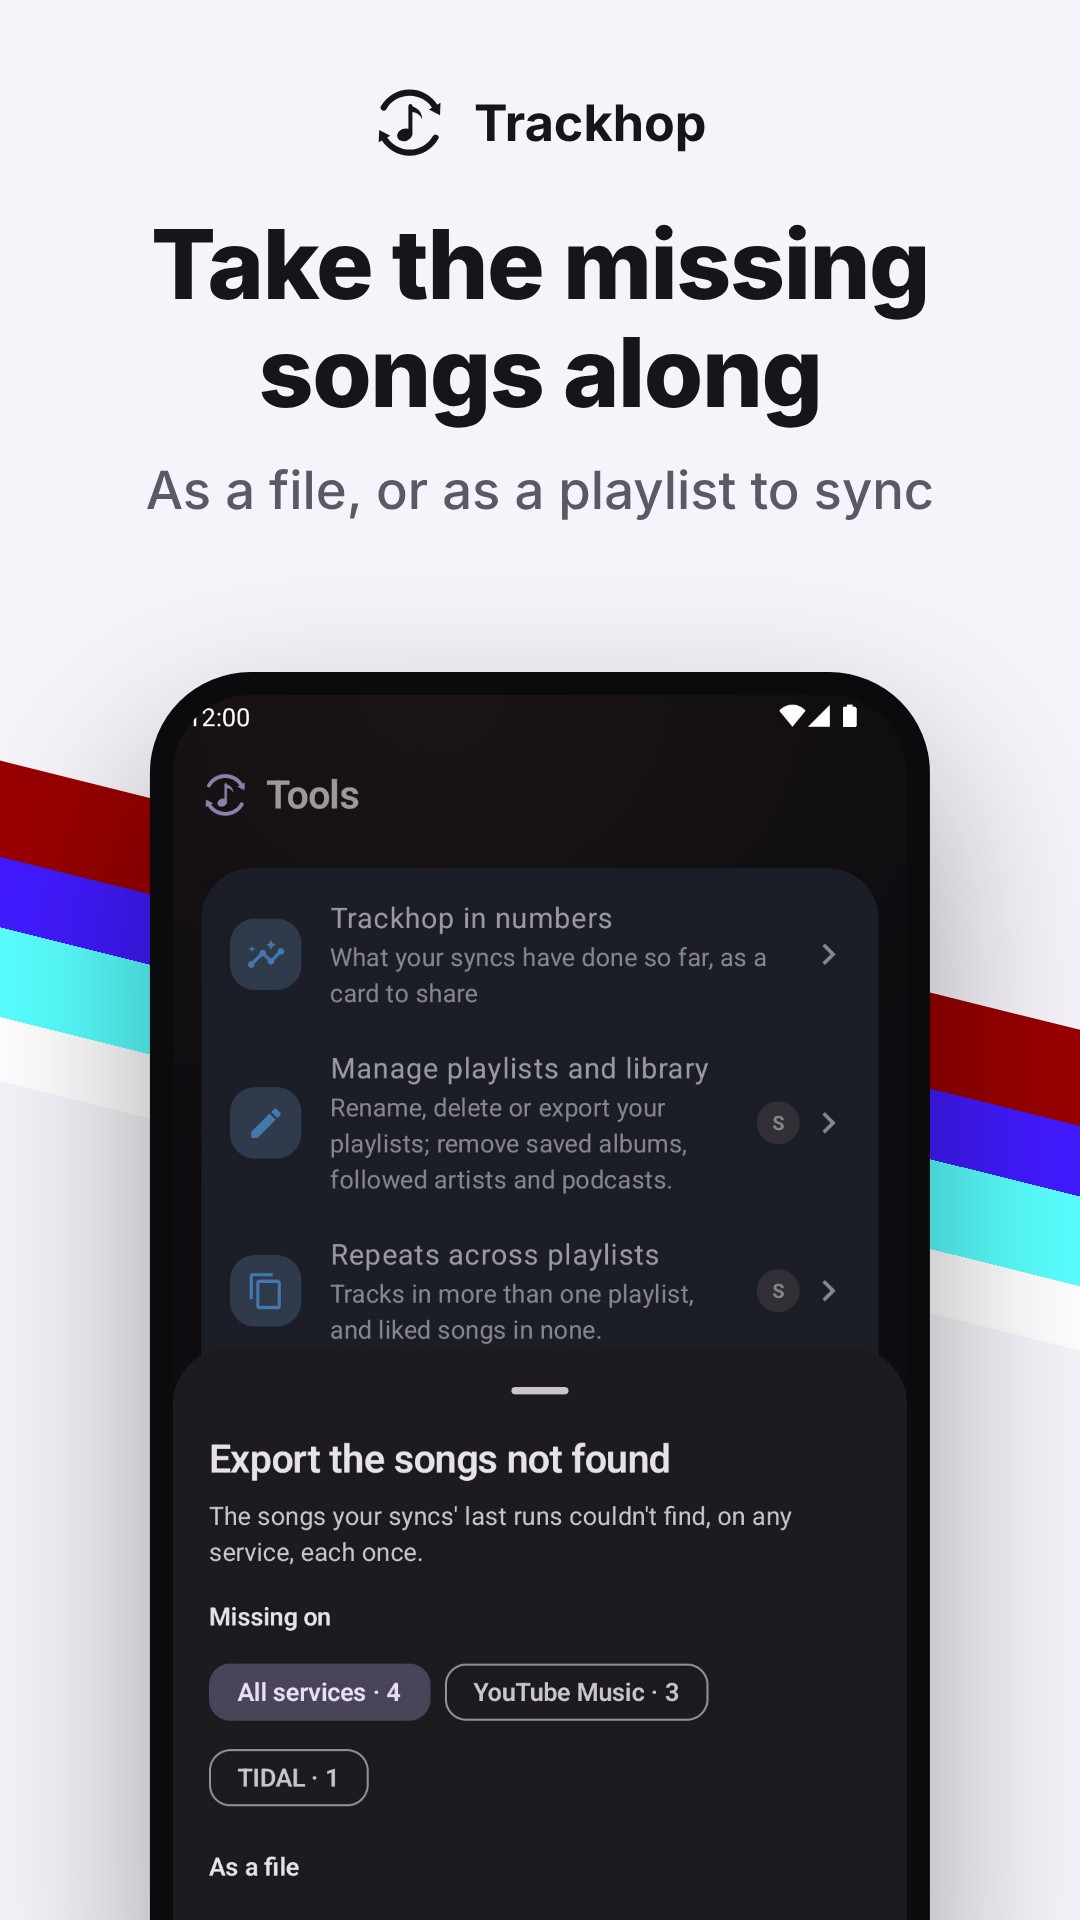 Trackhop
Take the missing
songs along
As a file, or as a playlist to sync
12:00
Tools
Trackhop in numbers
What your syncs have done so far, as a
card to share
Manage playlists and library
Rename, delete or export your
playlists; remove saved albums,
followed artists and podcasts.
S
Repeats across playlists
Tracks in more than one playlist,
and liked songs in none.
S
Export the songs not found
The songs your syncs' last runs couldn't find, on any
service, each once.
Missing on
All services · 4
YouTube Music · 3
TIDAL · 1
As a file